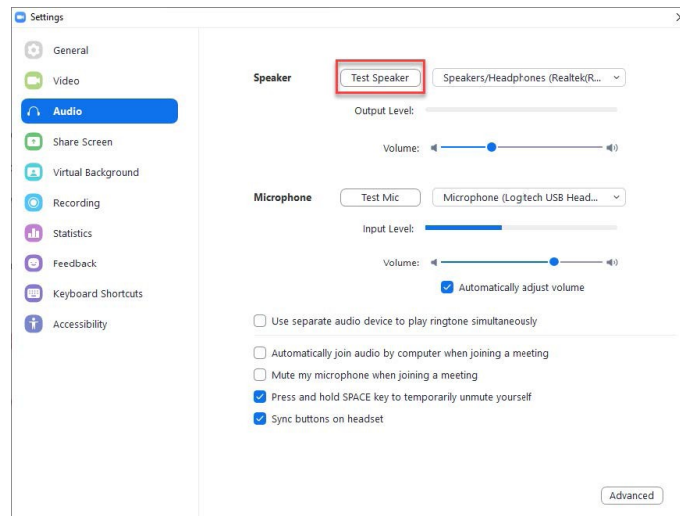 Settings
General
Video
Audio
Share Screen
Virtual Background
Recording
Statistics
Feedback
Keyboard Shortcuts
Accessibility
Speaker
Test Speaker
Speakers/Headphones (Realtek(R...
Output Level:
Volume:
Microphone
Test Mic
Microphone (Logtech USB Head...
Input Level:
Volume:
Automatically adjust volume
Use separate audio device to play ringtone simultaneously
Automatically join audio by computer when joining a meeting
Mute my microphone when joining a meeting
Press and hold SPACE key to temporarily unmute yourself
Sync buttons on headset
Advanced